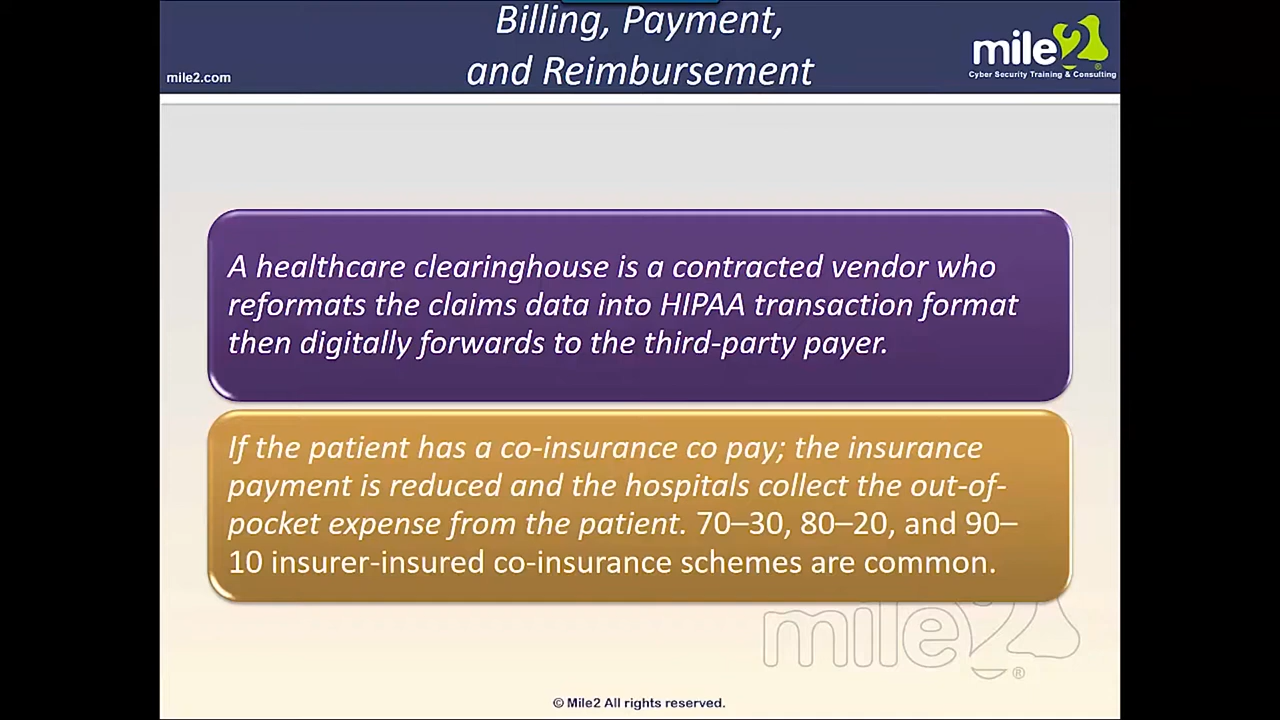 Billing, Payment,
and Reimbursement
mile2.com
mile2®
Cyber Security Training & Consulting
A healthcare clearinghouse is a contracted vendor who
reformats the claims data into HIPAA transaction format
then digitally forwards to the third-party payer.
If the patient has a co-insurance co pay; the insurance
payment is reduced and the hospitals collect the out-of-
pocket expense from the patient. 70–30, 80–20, and 90–
10 insurer-insured co-insurance schemes are common.
mile2®
© Mile2 All rights reserved.